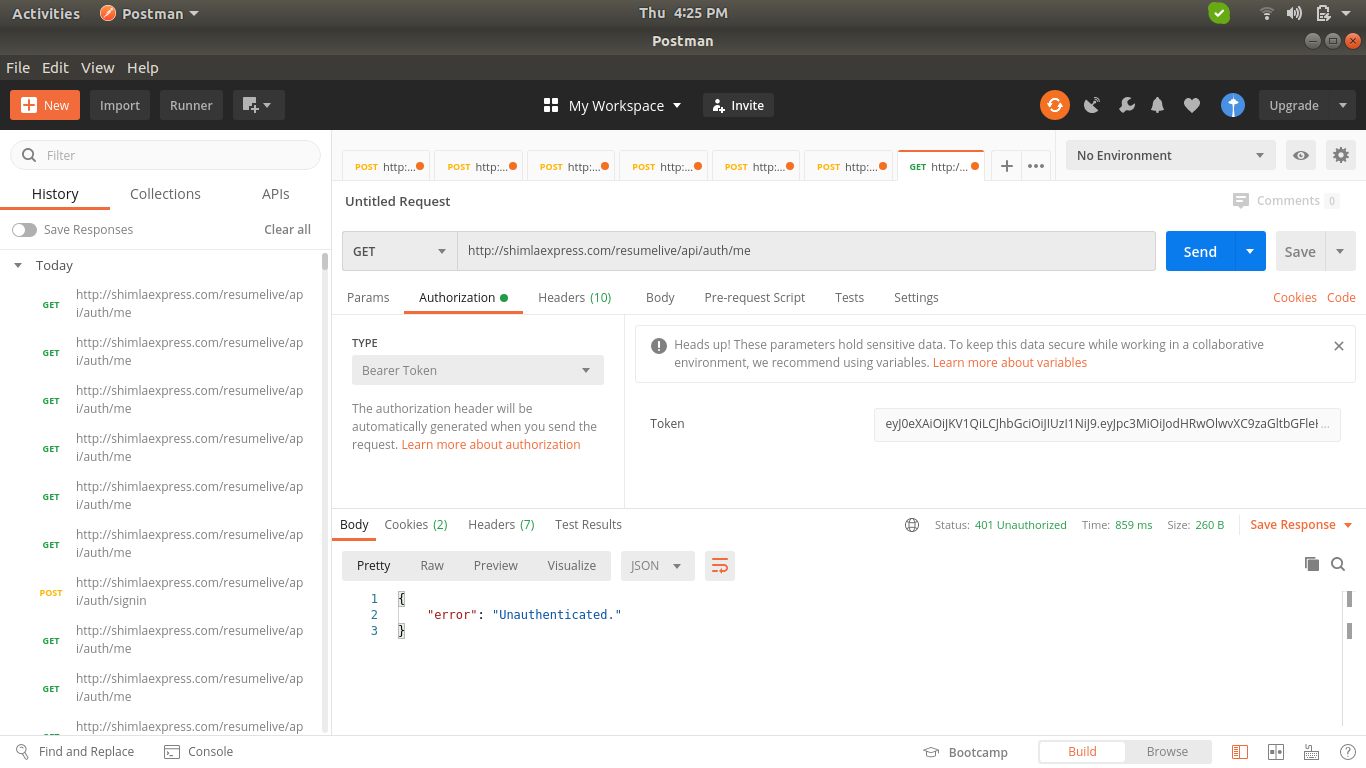 Activities Postman Thu 4:25 PM
Postman
File Edit View Help
New Import Runner My Workspace Invite Upgrade
Filter
History Collections APIs
Save Responses Clear all
Today
GET http://shimlaexpress.com/resumelive/ap
i/auth/me
GET http://shimlaexpress.com/resumelive/ap
i/auth/me
GET http://shimlaexpress.com/resumelive/ap
i/auth/me
GET http://shimlaexpress.com/resumelive/ap
i/auth/me
GET http://shimlaexpress.com/resumelive/ap
i/auth/me
GET http://shimlaexpress.com/resumelive/ap
i/auth/me
POST http://shimlaexpress.com/resumelive/ap
i/auth/signin
GET http://shimlaexpress.com/resumelive/ap
i/auth/me
GET http://shimlaexpress.com/resumelive/ap
i/auth/me
http://shimlaexpress.com/resumelive/ap
POST http:... POST http:... POST http:... POST http:... POST http:... POST http:... GET http:/... No Environment
Untitled Request Comments 0
GET http://shimlaexpress.com/resumelive/api/auth/me Send Save
Params Authorization Headers (10) Body Pre-request Script Tests Settings Cookies Code
TYPE
Bearer Token
The authorization header will be
automatically generated when you send the
request. Learn more about authorization
Heads up! These parameters hold sensitive data. To keep this data secure while working in a collaborative
environment, we recommend using variables. Learn more about variables
Token
Body Cookies (2) Headers (7) Test Results Status: 401 Unauthorized Time: 859 ms Size: 260 B Save Response
Pretty Raw Preview Visualize JSON
1 {
2 "error": "Unauthenticated."
3 }
Find and Replace Console Bootcamp Build Browse